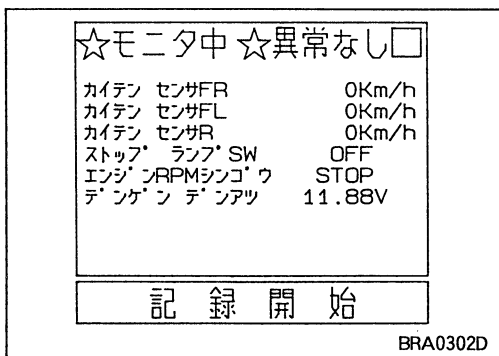 ☆モニタ中 ☆異常なし□
カイテン センサFR 0Km/h
カイテン センサFL 0Km/h
カイテン センサR 0Km/h
ストップ ランプSW OFF
エンジンRPMシンゴウ STOP
デンゲン デンアツ 11.88V
記録開始
BRA0302D